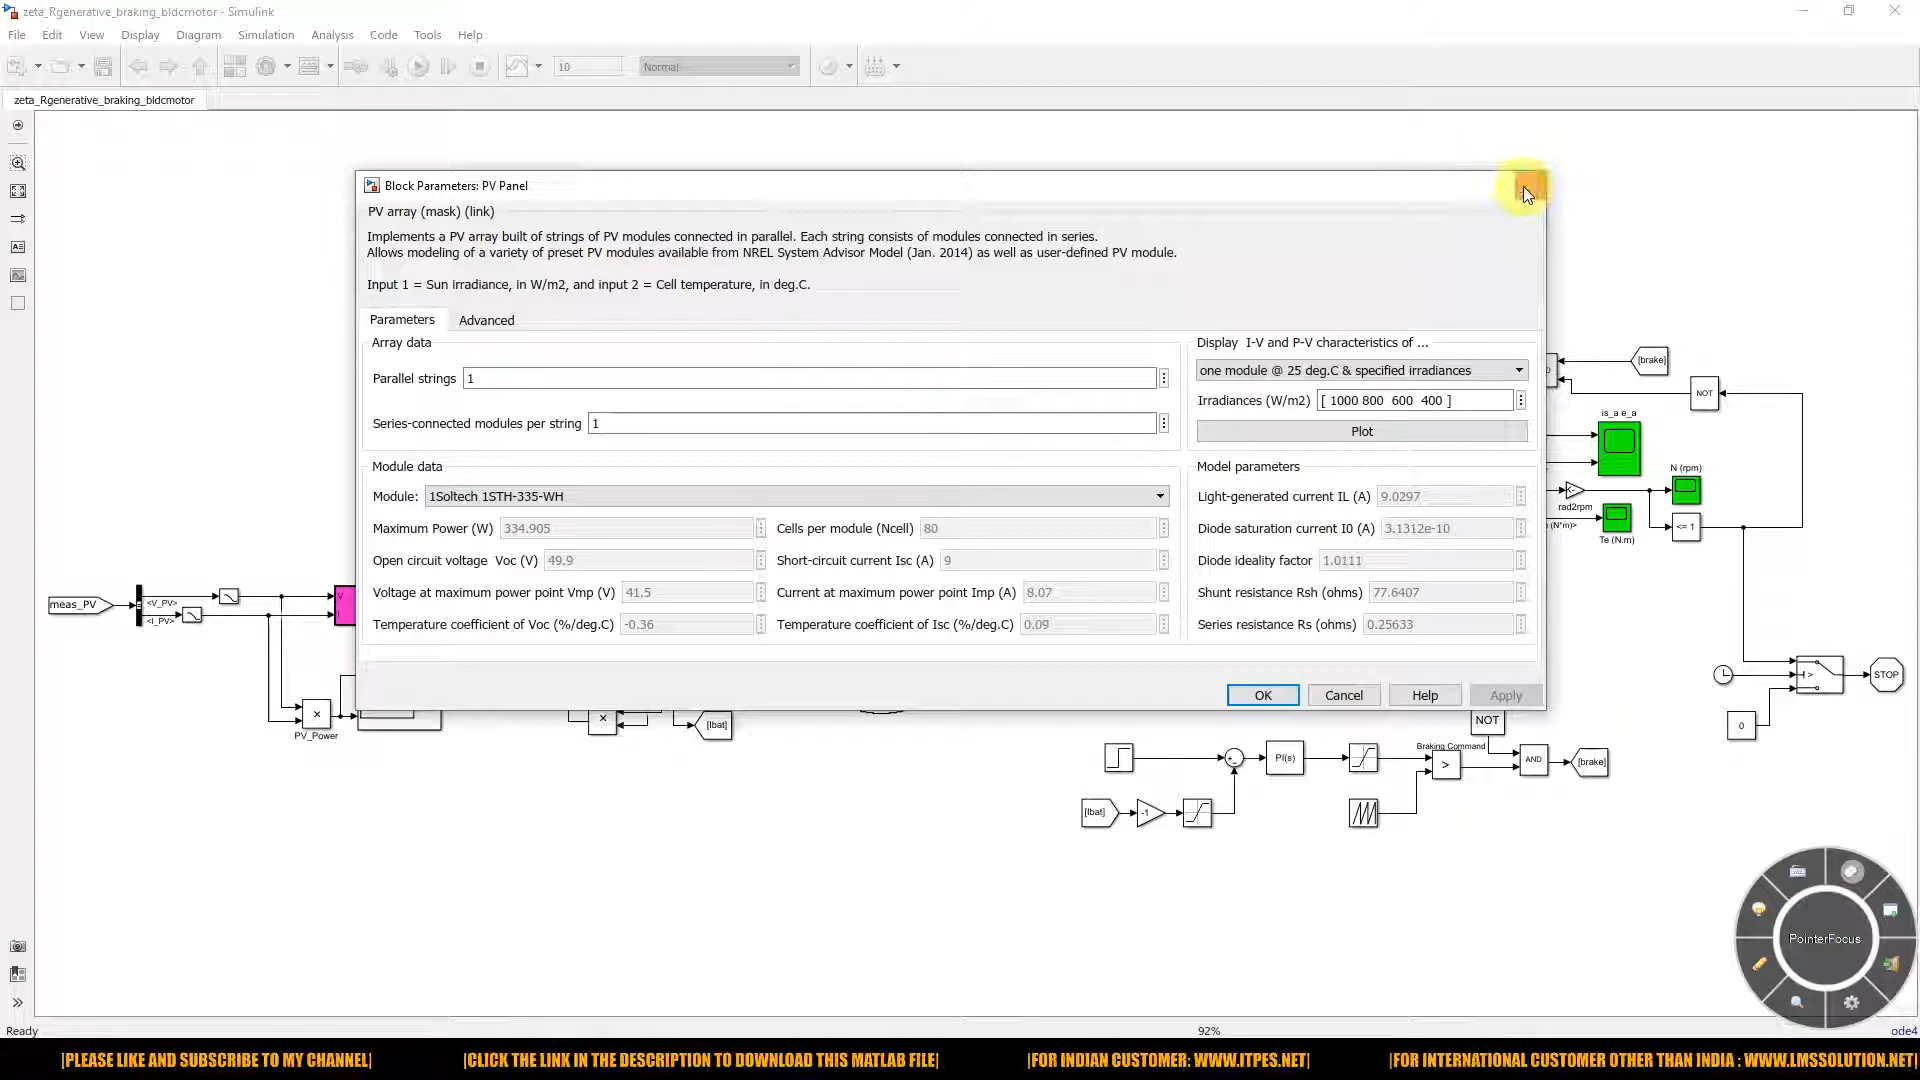 zeta_Rgenerative_braking_bldcmotor - Simulink
File Edit View Display Diagram Simulation Analysis Code Tools Help
10 Normal
zeta_Rgenerative_braking_bldcmotor
Block Parameters: PV Panel
PV array (mask) (link)
Implements a PV array built of strings of PV modules connected in parallel. Each string consists of modules connected in series.
Allows modeling of a variety of preset PV modules available from NREL System Advisor Model (Jan. 2014) as well as user-defined PV module.
Input 1 = Sun irradiance, in W/m2, and input 2 = Cell temperature, in deg.C.
Parameters Advanced
Array data
Parallel strings 1
Series-connected modules per string 1
Display I-V and P-V characteristics of ...
one module @ 25 deg.C & specified irradiances
Irradiances (W/m2) [ 1000 800 600 400 ]
Plot
Module data
Module: 1Soltech 1STH-335-WH
Maximum Power (W) 334.905 Cells per module (Ncell) 80
Open circuit voltage Voc (V) 49.9 Short-circuit current Isc (A) 9
Voltage at maximum power point Vmp (V) 41.5 Current at maximum power point Imp (A) 8.07
Temperature coefficient of Voc (%/deg.C) -0.36 Temperature coefficient of Isc (%/deg.C) 0.09
Model parameters
Light-generated current IL (A) 9.0297
Diode saturation current I0 (A) 3.1312e-10
Diode ideality factor 1.0111
Shunt resistance Rsh (ohms) 77.6407
Series resistance Rs (ohms) 0.25633
OK Cancel Help Apply
[brake]
NOT
is_a e_a
N (rpm)
K-
rad2rpm
<= 1
(N*m)>
Te (N.m)
meas_PV
<V_PV>
<I_PV>
V
×
PV_Power
×
[Ibat]
NOT
STOP
0
Braking Command
PI(s)
>
AND
[brake]
[Ibat]
-1
PointerFocus
Ready 92% ode4
|PLEASE LIKE AND SUBSCRIBE TO MY CHANNEL| |CLICK THE LINK IN THE DESCRIPTION TO DOWNLOAD THIS MATLAB FILE| |FOR INDIAN CUSTOMER: WWW.ITPES.NET| |FOR INTERNATIONAL CUSTOMER OTHER THAN INDIA : WWW.LMSSOLUTION.NET|